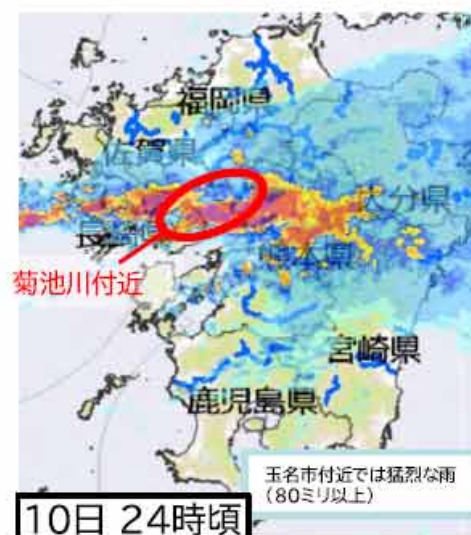 福岡県
佐賀県
大分県
長崎県
熊本県
菊池川付近
宮崎県
鹿児島県
玉名市付近では猛烈な雨
(80ミリ以上)
10日 24時頃